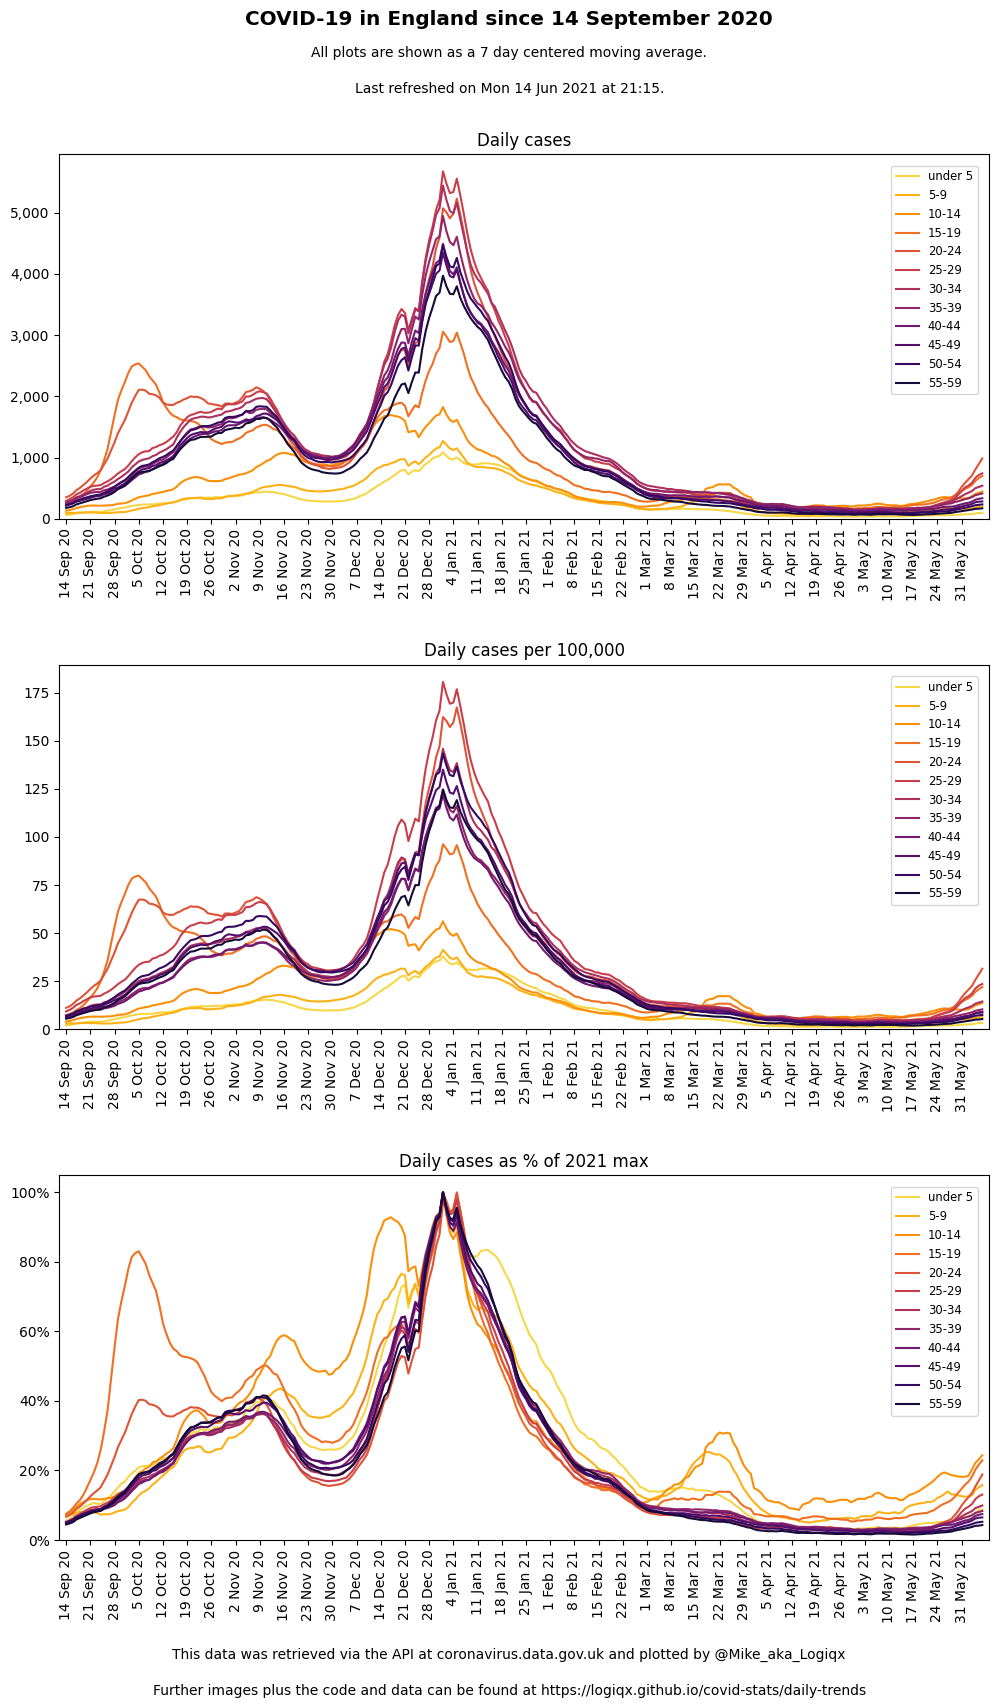 COVID-19 in England since 14 September 2020
All plots are shown as a 7 day centered moving average.
Last refreshed on Mon 14 Jun 2021 at 21:15.
Daily cases
5,000
4,000
3,000
2,000
1,000
0
under 5
5-9
10-14
15-19
20-24
25-29
30-34
35-39
40-44
45-49
50-54
55-59
14 Sep 20
21 Sep 20
28 Sep 20
5 Oct 20
12 Oct 20
19 Oct 20
26 Oct 20
2 Nov 20
9 Nov 20
16 Nov 20
23 Nov 20
30 Nov 20
7 Dec 20
14 Dec 20
21 Dec 20
28 Dec 20
4 Jan 21
11 Jan 21
18 Jan 21
25 Jan 21
1 Feb 21
8 Feb 21
15 Feb 21
22 Feb 21
1 Mar 21
8 Mar 21
15 Mar 21
22 Mar 21
29 Mar 21
5 Apr 21
12 Apr 21
19 Apr 21
26 Apr 21
3 May 21
10 May 21
17 May 21
24 May 21
31 May 21
Daily cases per 100,000
175
150
125
100
75
50
25
0
under 5
5-9
10-14
15-19
20-24
25-29
30-34
35-39
40-44
45-49
50-54
55-59
14 Sep 20
21 Sep 20
28 Sep 20
5 Oct 20
12 Oct 20
19 Oct 20
26 Oct 20
2 Nov 20
9 Nov 20
16 Nov 20
23 Nov 20
30 Nov 20
7 Dec 20
14 Dec 20
21 Dec 20
28 Dec 20
4 Jan 21
11 Jan 21
18 Jan 21
25 Jan 21
1 Feb 21
8 Feb 21
15 Feb 21
22 Feb 21
1 Mar 21
8 Mar 21
15 Mar 21
22 Mar 21
29 Mar 21
5 Apr 21
12 Apr 21
19 Apr 21
26 Apr 21
3 May 21
10 May 21
17 May 21
24 May 21
31 May 21
Daily cases as % of 2021 max
100%
80%
60%
40%
20%
0%
under 5
5-9
10-14
15-19
20-24
25-29
30-34
35-39
40-44
45-49
50-54
55-59
14 Sep 20
21 Sep 20
28 Sep 20
5 Oct 20
12 Oct 20
19 Oct 20
26 Oct 20
2 Nov 20
9 Nov 20
16 Nov 20
23 Nov 20
30 Nov 20
7 Dec 20
14 Dec 20
21 Dec 20
28 Dec 20
4 Jan 21
11 Jan 21
18 Jan 21
25 Jan 21
1 Feb 21
8 Feb 21
15 Feb 21
22 Feb 21
1 Mar 21
8 Mar 21
15 Mar 21
22 Mar 21
29 Mar 21
5 Apr 21
12 Apr 21
19 Apr 21
26 Apr 21
3 May 21
10 May 21
17 May 21
24 May 21
31 May 21
This data was retrieved via the API at coronavirus.data.gov.uk and plotted by @Mike_aka_Logiqx
Further images plus the code and data can be found at https://logiqx.github.io/covid-stats/daily-trends